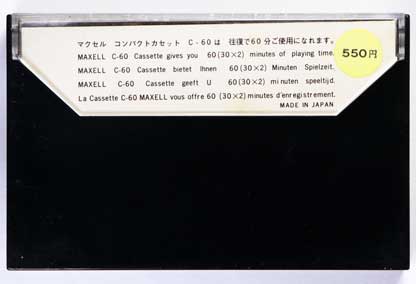 マクセル コンパクトカセット C-60は 往復で60分ご使用になれます。
MAXELL C-60 Cassette gives you 60(30×2) minutes of playing time.
MAXELL C-60 Cassette bietet Ihnen 60(30×2) Minuten Spielzeit.
MAXELL C-60 Cassette geeft U 60(30×2) minuten speeltijd.
La Cassette C-60 MAXELL vous offre 60 (30×2) minutes d'enregistrement.
MADE IN JAPAN
550円